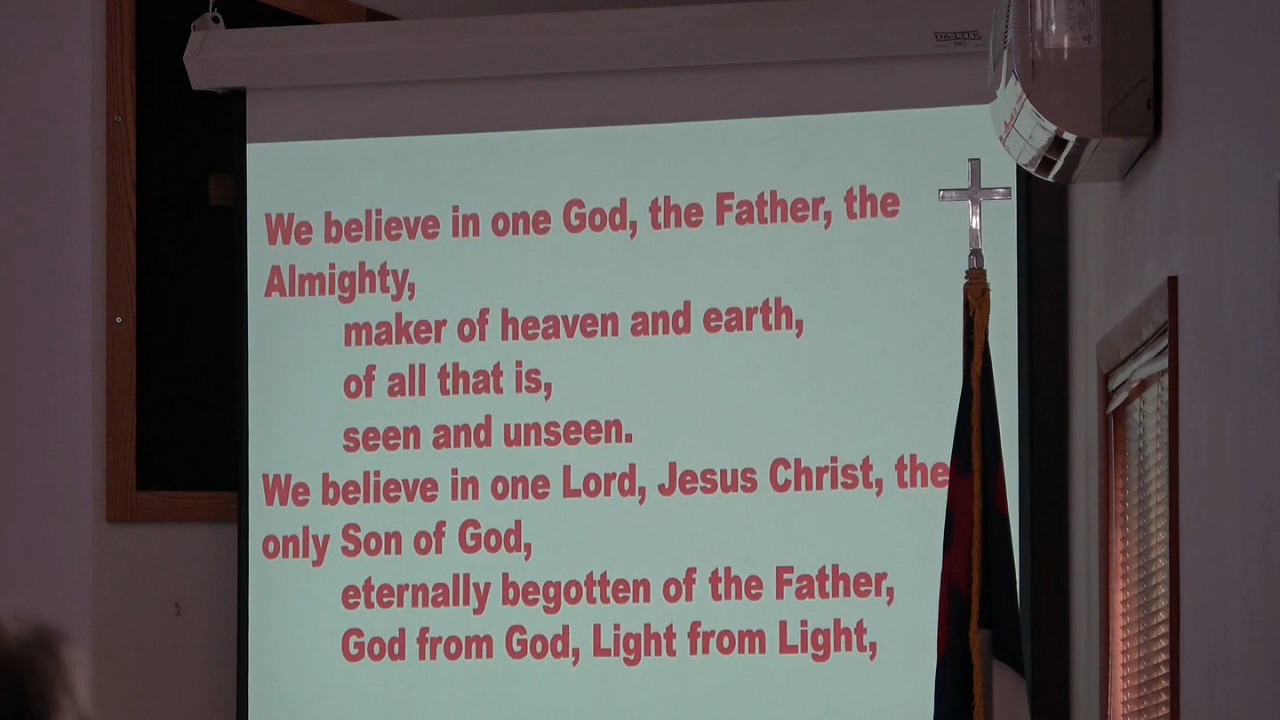 DA-LITE
We believe in one God, the Father, the
Almighty,
maker of heaven and earth,
of all that is,
seen and unseen.
We believe in one Lord, Jesus Christ, the
only Son of God,
eternally begotten of the Father,
God from God, Light from Light,